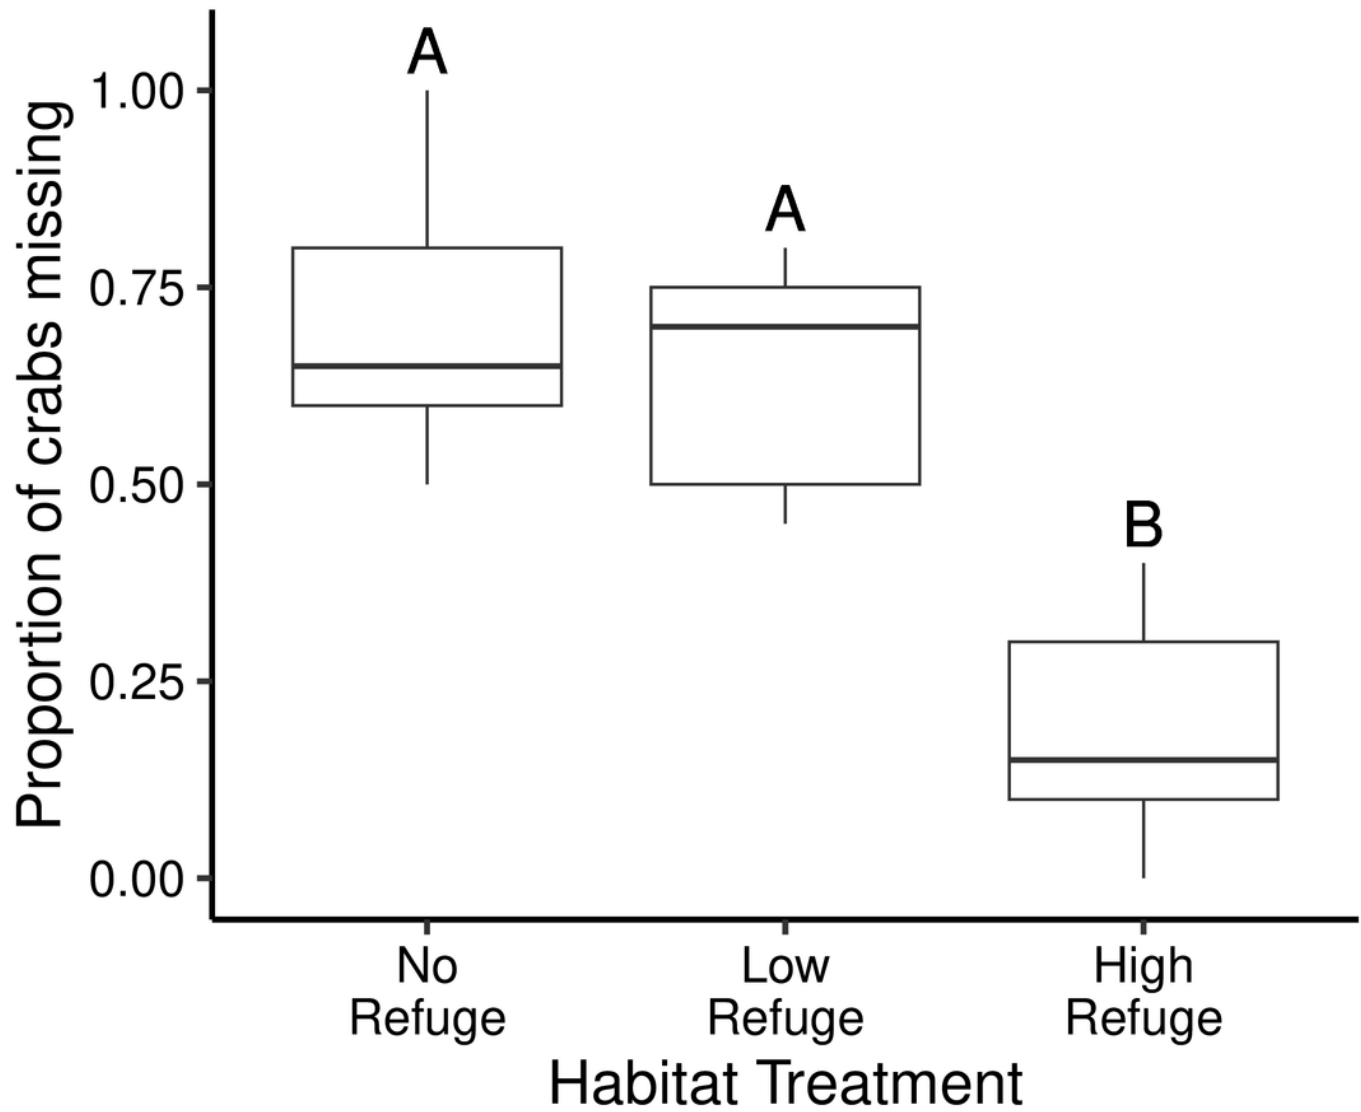 A
A
B
1.00
0.75
0.50
0.25
0.00
Proportion of crabs missing
No
Refuge
Low
Refuge
High
Refuge
Habitat Treatment